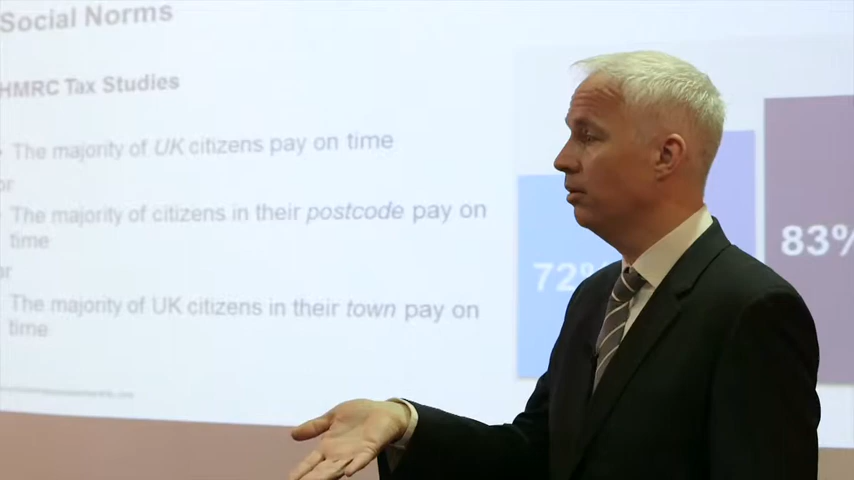 Social Norms
HMRC Tax Studies
The majority of UK citizens pay on time
or
The majority of citizens in their postcode pay on
time
or
The majority of UK citizens in their town pay on
time
72%
83%